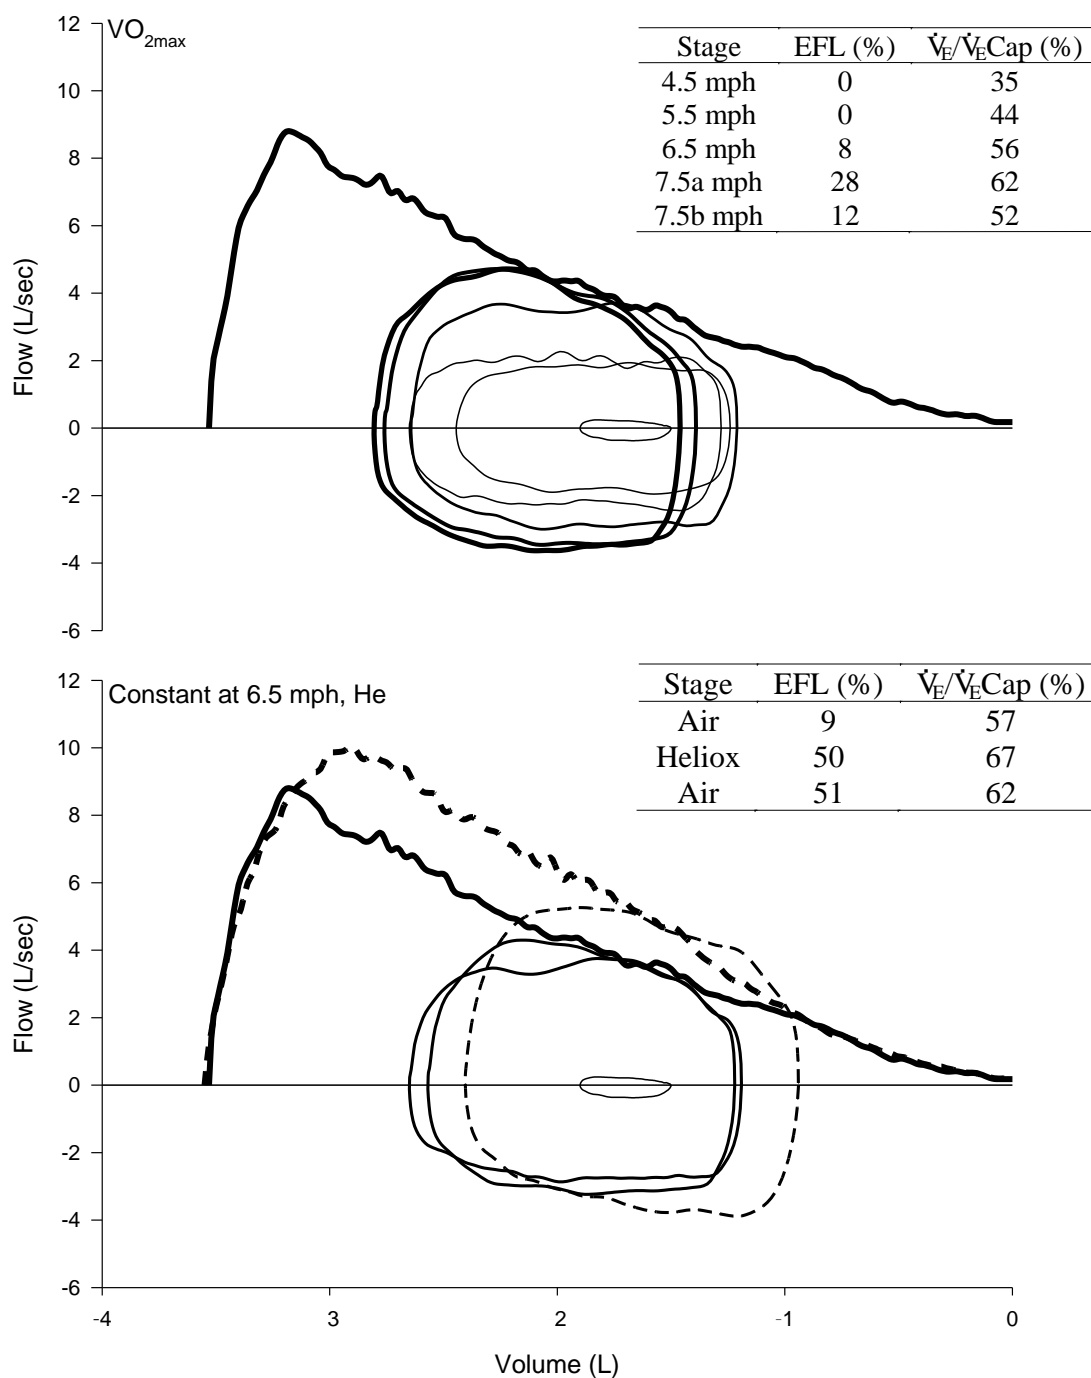 VO2max
Stage EFL (%) V̇E/V̇ECap (%)
4.5 mph 0 35
5.5 mph 0 44
6.5 mph 8 56
7.5a mph 28 62
7.5b mph 12 52
12
10
8
6
4
2
0
-2
-4
-6
Flow (L/sec)
Constant at 6.5 mph, He
Stage EFL (%) V̇E/V̇ECap (%)
Air 9 57
Heliox 50 67
Air 51 62
12
10
8
6
4
2
0
-2
-4
-6
Flow (L/sec)
-4 3 2 -1 0
Volume (L)